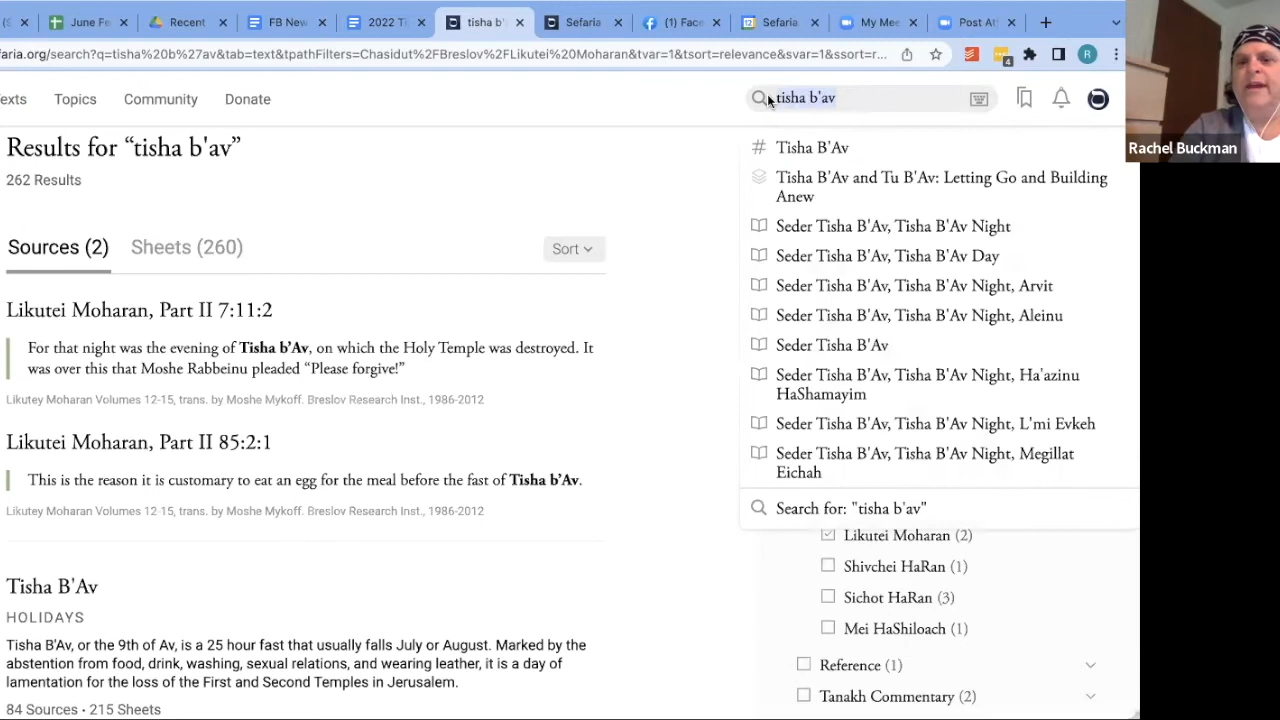 June Fe
Recent
FB New
2022 Ti
tisha b'
Sefaria
(1) Face
Sefaria
My Mee
Post At
faria.org/search?q=tisha%20b%27av&tab=text&tpathFilters=Chasidut%2FBreslov%2FLikutei%20Moharan&tvar=1&tsort=relevance&svar=1&ssort=r...
4
R
exts
Topics
Community
Donate
tisha b'av
Rachel Buckman
Results for “tisha b'av”
262 Results
Sources (2)
Sheets (260)
Sort
Likutei Moharan, Part II 7:11:2
For that night was the evening of Tisha b’Av, on which the Holy Temple was destroyed. It
was over this that Moshe Rabbeinu pleaded “Please forgive!”
Likutey Moharan Volumes 12-15, trans. by Moshe Mykoff. Breslov Research Inst., 1986-2012
Likutei Moharan, Part II 85:2:1
This is the reason it is customary to eat an egg for the meal before the fast of Tisha b’Av.
Likutey Moharan Volumes 12-15, trans. by Moshe Mykoff. Breslov Research Inst., 1986-2012
Tisha B'Av
HOLIDAYS
Tisha B'Av, or the 9th of Av, is a 25 hour fast that usually falls July or August. Marked by the
abstention from food, drink, washing, sexual relations, and wearing leather, it is a day of
lamentation for the loss of the First and Second Temples in Jerusalem.
84 Sources • 215 Sheets
# Tisha B'Av
Tisha B'Av and Tu B'Av: Letting Go and Building
Anew
Seder Tisha B'Av, Tisha B'Av Night
Seder Tisha B'Av, Tisha B'Av Day
Seder Tisha B'Av, Tisha B'Av Night, Arvit
Seder Tisha B'Av, Tisha B'Av Night, Aleinu
Seder Tisha B'Av
Seder Tisha B'Av, Tisha B'Av Night, Ha'azinu
HaShamayim
Seder Tisha B'Av, Tisha B'Av Night, L'mi Evkeh
Seder Tisha B'Av, Tisha B'Av Night, Megillat
Eichah
Search for: "tisha b'av"
Likutei Moharan (2)
Shivchei HaRan (1)
Sichot HaRan (3)
Mei HaShiloach (1)
Reference (1)
Tanakh Commentary (2)